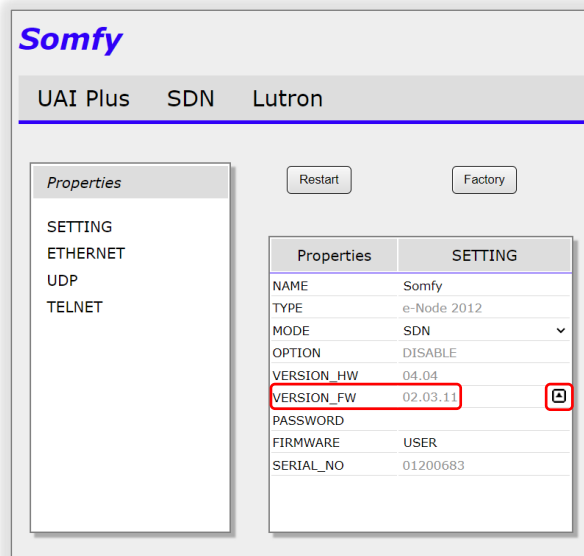 Somfy
UAI Plus SDN Lutron
Properties
SETTING
ETHERNET
UDP
TELNET
Restart Factory
Properties SETTING
NAME Somfy
TYPE e-Node 2012
MODE SDN
OPTION DISABLE
VERSION_HW 04.04
VERSION_FW 02.03.11
PASSWORD
FIRMWARE USER
SERIAL_NO 01200683